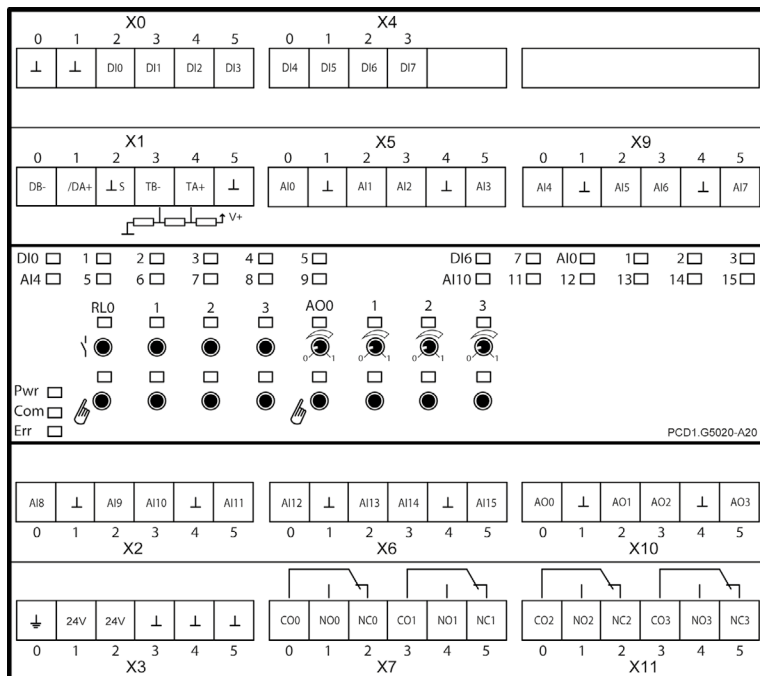 X0 X4
0 1 2 3 4 5 0 1 2 3
DI0 DI1 DI2 DI3 DI4 DI5 DI6 DI7
X1 X5 X9
0 1 2 3 4 5 0 1 2 3 4 5 0 1 2 3 4 5
DB- /DA+ ⊥ S TB- TA+ ⊥ AI0 ⊥ AI1 AI2 ⊥ AI3 AI4 ⊥ AI5 AI6 ⊥ AI7
V+
DI0 1 2 3 4 5 DI6 7 AI0 1 2 3
AI4 5 6 7 8 9 AI10 11 12 13 14 15
RL0 1 2 3 AO0 1 2 3
0 1 0 1 0 1 0 1
Pwr
Com
Err PCD1.G5020-A20
AI8 ⊥ AI9 AI10 ⊥ AI11 AI12 ⊥ AI13 AI14 ⊥ AI15 AO0 ⊥ AO1 AO2 ⊥ AO3
0 1 2 3 4 5 0 1 2 3 4 5 0 1 2 3 4 5
X2 X6 X10
24V 24V ⊥ ⊥ ⊥ CO0 NO0 NC0 CO1 NO1 NC1 CO2 NO2 NC2 CO3 NO3 NC3
0 1 2 3 4 5 0 1 2 3 4 5 0 1 2 3 4 5
X3 X7 X11